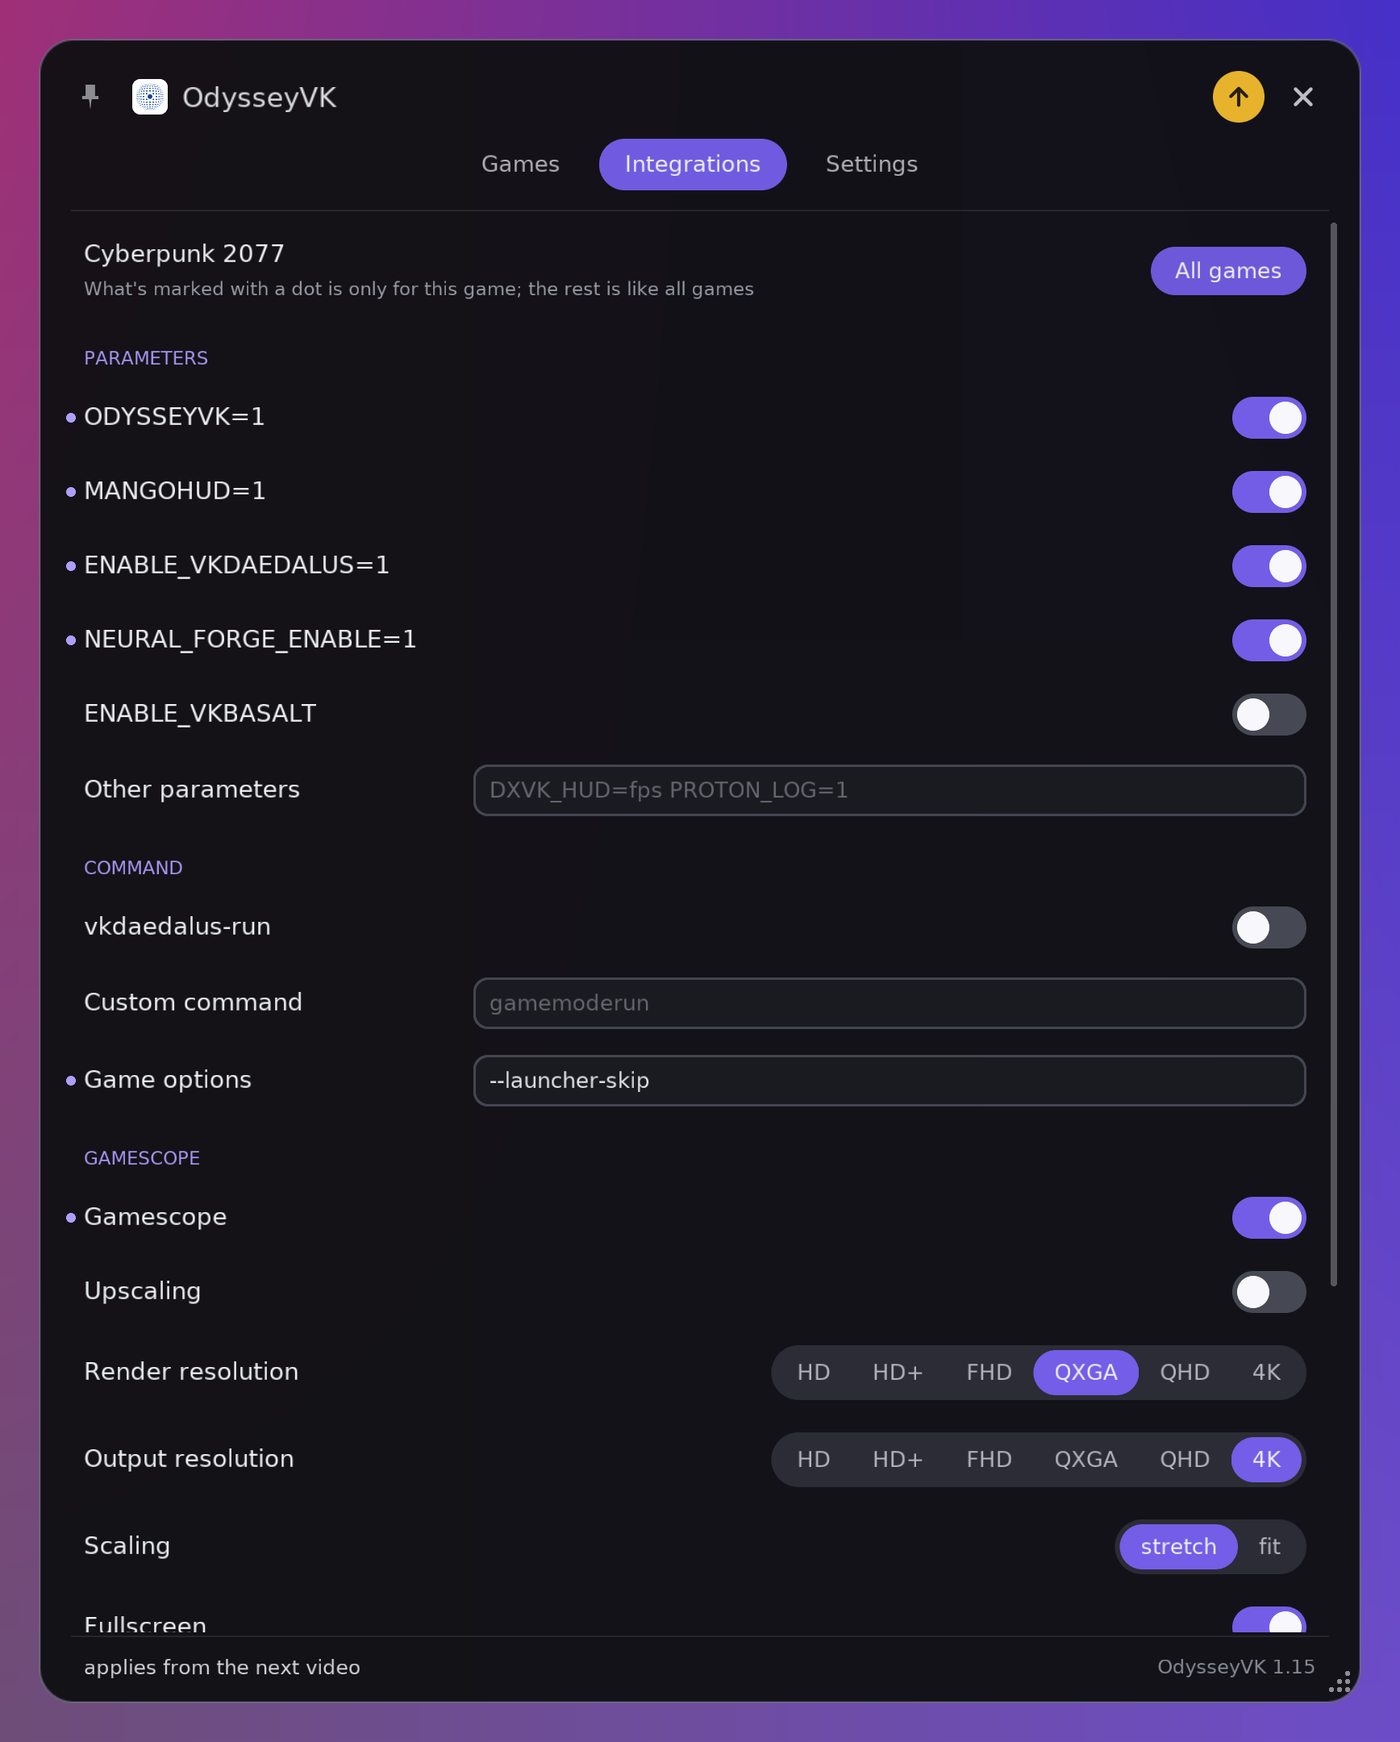 OdysseyVK
Games Integrations Settings
Cyberpunk 2077
All games
What's marked with a dot is only for this game; the rest is like all games
PARAMETERS
ODYSSEYVK=1
MANGOHUD=1
ENABLE_VKDAEDALUS=1
NEURAL_FORGE_ENABLE=1
ENABLE_VKBASALT
Other parameters DXVK_HUD=fps PROTON_LOG=1
COMMAND
vkdaedalus-run
Custom command gamemoderun
Game options --launcher-skip
GAMESCOPE
Gamescope
Upscaling
Render resolution HD HD+ FHD QXGA QHD 4K
Output resolution HD HD+ FHD QXGA QHD 4K
Scaling stretch fit
Fullscreen
applies from the next video OdysseyVK 1.15